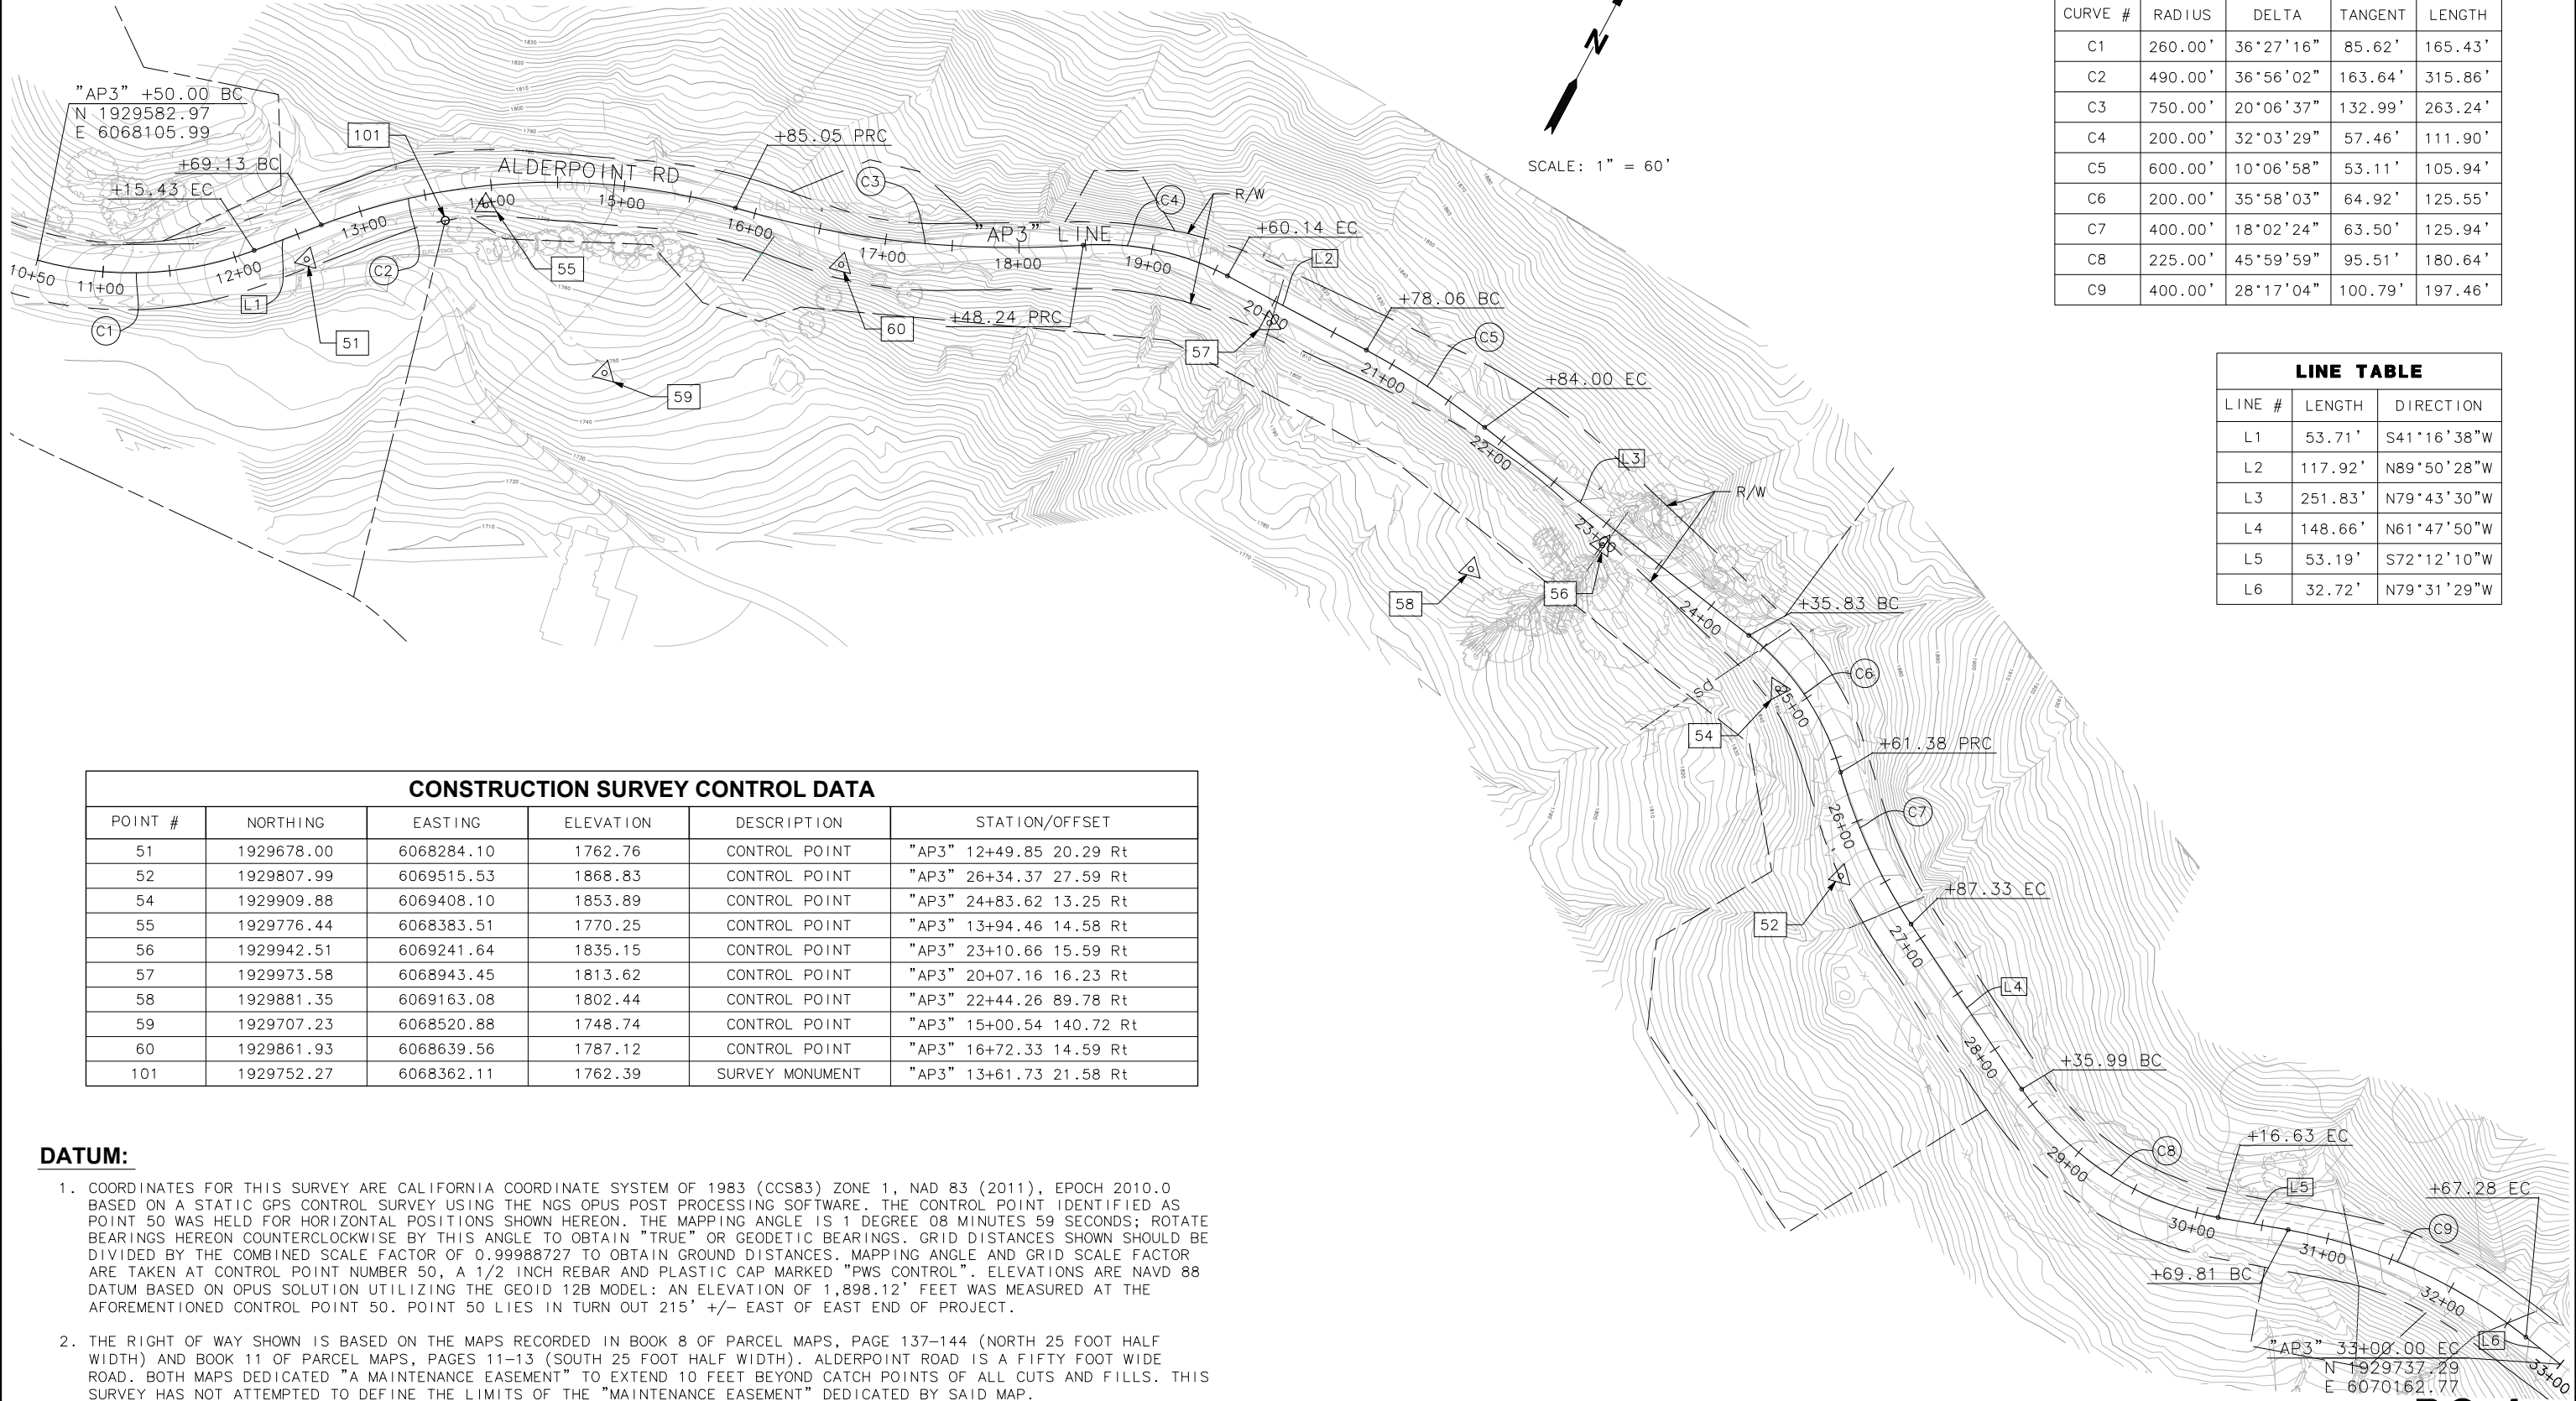 "AP3" +50.00 BC
N 1929582.97
E 6068105.99
+69.13 BC
+15.43 EC
101
ALDERPOINT RD
+85.05 PRC
C3
"AP3" LINE
C4
R/W
+60.14 EC
L2
+78.06 BC
C5
+84.00 EC
L3
R/W
+35.83 BC
C6
+61.38 PRC
C7
+87.33 EC
L4
+35.99 BC
C8
+16.63 EC
L5
+67.28 EC
C9
+69.81 BC
"AP3" 33+00.00 EC
N 1929737.29
E 6070162.77
L6
10+50
11+00
12+00
13+00
14+00
15+00
16+00
17+00
18+00
19+00
20+00
21+00
22+00
23+00
24+00
25+00
26+00
27+00
28+00
29+00
30+00
31+00
32+00
33+00
C1
L1
51
C2
55
59
60
+48.24 PRC
57
58
56
54
52
SD
N
SCALE: 1" = 60'
CURVE # RADIUS DELTA TANGENT LENGTH
C1 260.00' 36°27'16" 85.62' 165.43'
C2 490.00' 36°56'02" 163.64' 315.86'
C3 750.00' 20°06'37" 132.99' 263.24'
C4 200.00' 32°03'29" 57.46' 111.90'
C5 600.00' 10°06'58" 53.11' 105.94'
C6 200.00' 35°58'03" 64.92' 125.55'
C7 400.00' 18°02'24" 63.50' 125.94'
C8 225.00' 45°59'59" 95.51' 180.64'
C9 400.00' 28°17'04" 100.79' 197.46'
LINE TABLE
LINE # LENGTH DIRECTION
L1 53.71' S41°16'38"W
L2 117.92' N89°50'28"W
L3 251.83' N79°43'30"W
L4 148.66' N61°47'50"W
L5 53.19' S72°12'10"W
L6 32.72' N79°31'29"W
CONSTRUCTION SURVEY CONTROL DATA
POINT # NORTHING EASTING ELEVATION DESCRIPTION STATION/OFFSET
51 1929678.00 6068284.10 1762.76 CONTROL POINT "AP3" 12+49.85 20.29 Rt
52 1929807.99 6069515.53 1868.83 CONTROL POINT "AP3" 26+34.37 27.59 Rt
54 1929909.88 6069408.10 1853.89 CONTROL POINT "AP3" 24+83.62 13.25 Rt
55 1929776.44 6068383.51 1770.25 CONTROL POINT "AP3" 13+94.46 14.58 Rt
56 1929942.51 6069241.64 1835.15 CONTROL POINT "AP3" 23+10.66 15.59 Rt
57 1929973.58 6068943.45 1813.62 CONTROL POINT "AP3" 20+07.16 16.23 Rt
58 1929881.35 6069163.08 1802.44 CONTROL POINT "AP3" 22+44.26 89.78 Rt
59 1929707.23 6068520.88 1748.74 CONTROL POINT "AP3" 15+00.54 140.72 Rt
60 1929861.93 6068639.56 1787.12 CONTROL POINT "AP3" 16+72.33 14.59 Rt
101 1929752.27 6068362.11 1762.39 SURVEY MONUMENT "AP3" 13+61.73 21.58 Rt
DATUM:
1. COORDINATES FOR THIS SURVEY ARE CALIFORNIA COORDINATE SYSTEM OF 1983 (CCS83) ZONE 1, NAD 83 (2011), EPOCH 2010.0
BASED ON A STATIC GPS CONTROL SURVEY USING THE NGS OPUS POST PROCESSING SOFTWARE. THE CONTROL POINT IDENTIFIED AS
POINT 50 WAS HELD FOR HORIZONTAL POSITIONS SHOWN HEREON. THE MAPPING ANGLE IS 1 DEGREE 08 MINUTES 59 SECONDS; ROTATE
BEARINGS HEREON COUNTERCLOCKWISE BY THIS ANGLE TO OBTAIN "TRUE" OR GEODETIC BEARINGS. GRID DISTANCES SHOWN SHOULD BE
DIVIDED BY THE COMBINED SCALE FACTOR OF 0.99988727 TO OBTAIN GROUND DISTANCES. MAPPING ANGLE AND GRID SCALE FACTOR
ARE TAKEN AT CONTROL POINT NUMBER 50, A 1/2 INCH REBAR AND PLASTIC CAP MARKED "PWS CONTROL". ELEVATIONS ARE NAVD 88
DATUM BASED ON OPUS SOLUTION UTILIZING THE GEOID 12B MODEL: AN ELEVATION OF 1,898.12' FEET WAS MEASURED AT THE
AFOREMENTIONED CONTROL POINT 50. POINT 50 LIES IN TURN OUT 215' +/- EAST OF EAST END OF PROJECT.
2. THE RIGHT OF WAY SHOWN IS BASED ON THE MAPS RECORDED IN BOOK 8 OF PARCEL MAPS, PAGE 137-144 (NORTH 25 FOOT HALF
WIDTH) AND BOOK 11 OF PARCEL MAPS, PAGES 11-13 (SOUTH 25 FOOT HALF WIDTH). ALDERPOINT ROAD IS A FIFTY FOOT WIDE
ROAD. BOTH MAPS DEDICATED "A MAINTENANCE EASEMENT" TO EXTEND 10 FEET BEYOND CATCH POINTS OF ALL CUTS AND FILLS. THIS
SURVEY HAS NOT ATTEMPTED TO DEFINE THE LIMITS OF THE "MAINTENANCE EASEMENT" DEDICATED BY SAID MAP.